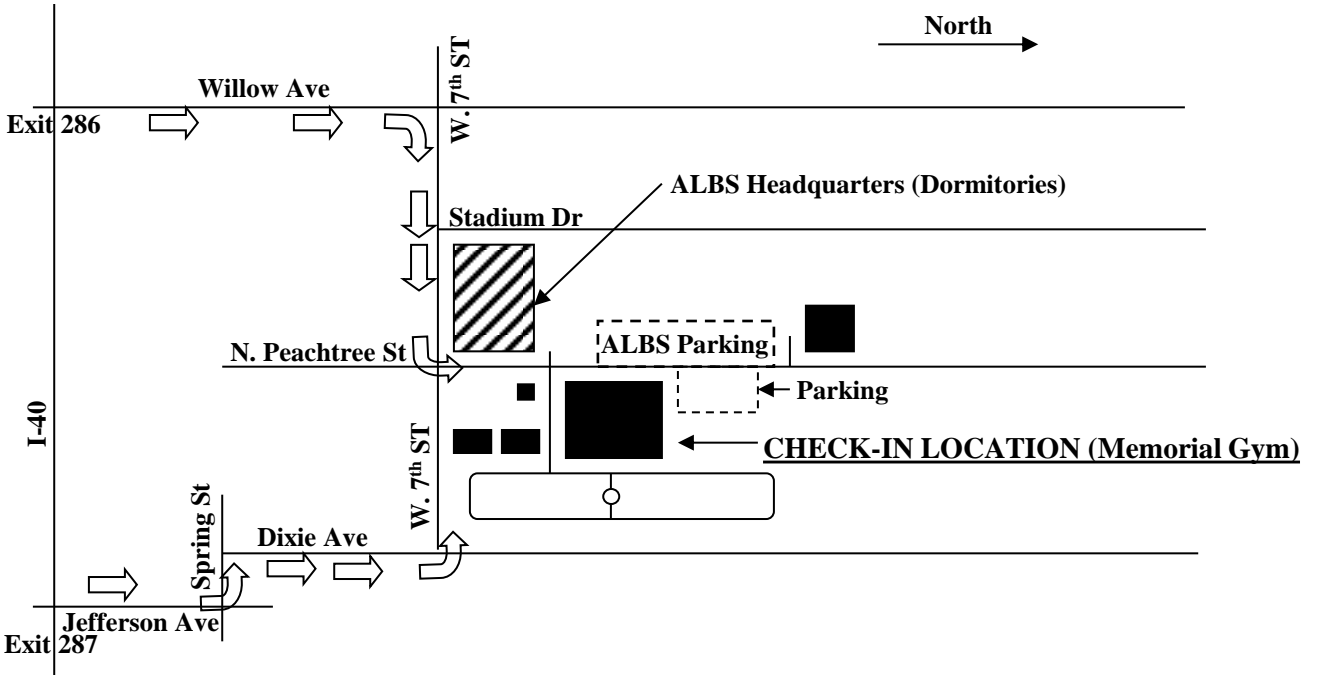 North
Willow Ave
W. 7th ST
Exit 286
ALBS Headquarters (Dormitories)
Stadium Dr
ALBS Parking
N. Peachtree St
Parking
I-40
W. 7th ST
CHECK-IN LOCATION (Memorial Gym)
Spring St
Dixie Ave
Jefferson Ave
Exit 287